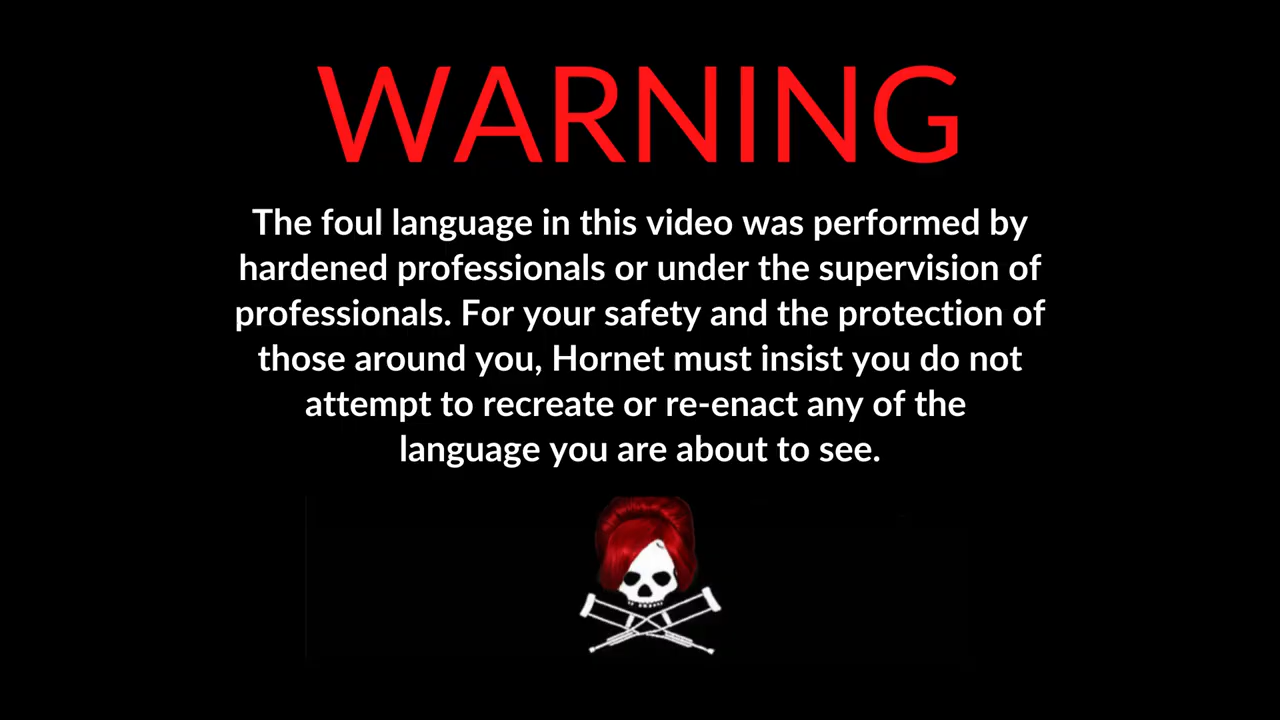 WARNING
The foul language in this video was performed by
hardened professionals or under the supervision of
professionals. For your safety and the protection of
those around you, Hornet must insist you do not
attempt to recreate or re-enact any of the
language you are about to see.